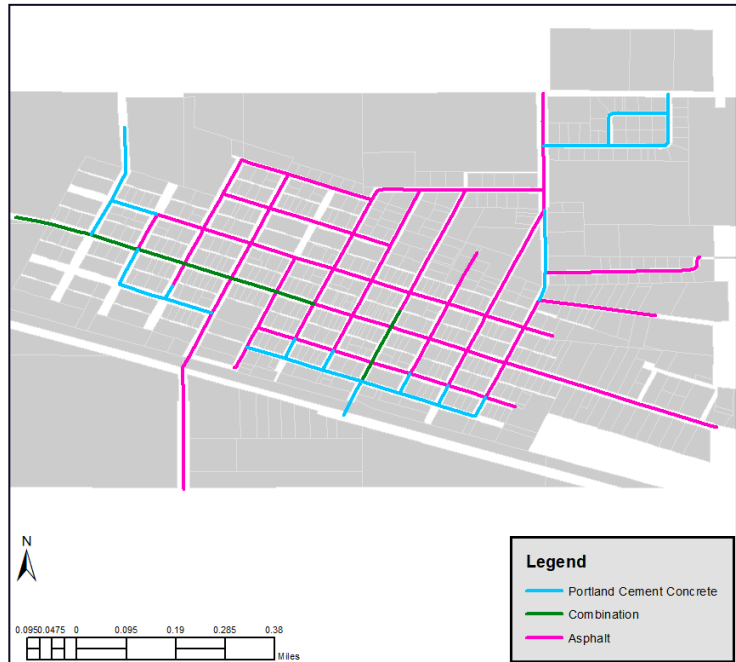 N
Legend
Portland Cement Concrete
Combination
Asphalt
0.0950.0475 0 0.095 0.19 0.285 0.38
Miles